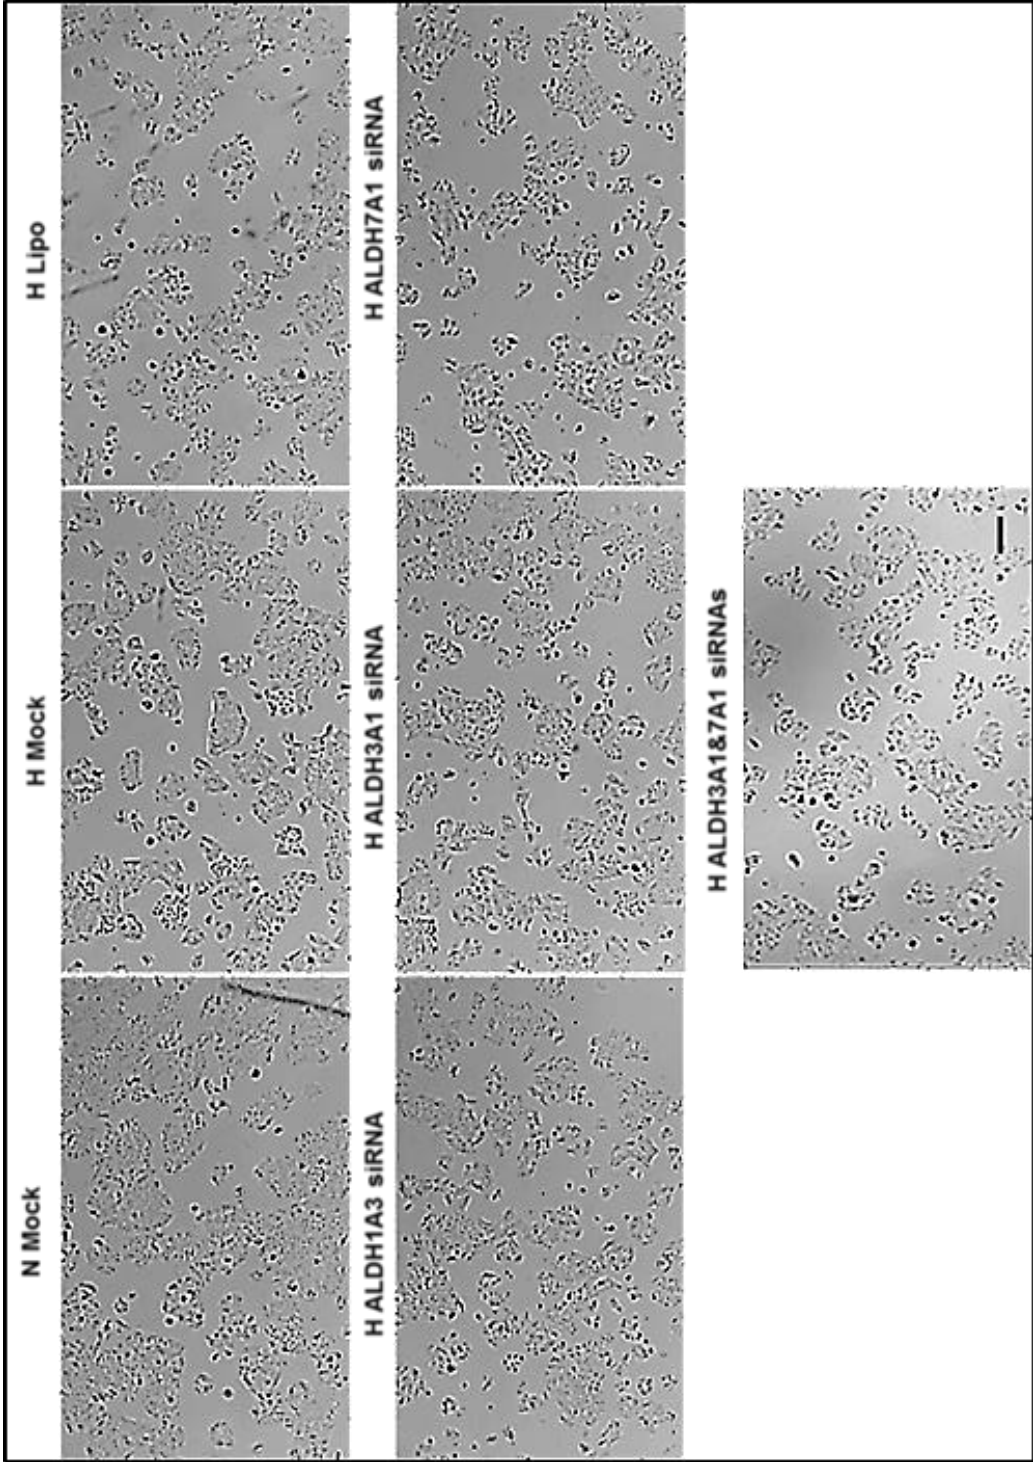 N Mock
H Mock
H Lipo
H ALDH1A3 siRNA
H ALDH3A1 siRNA
H ALDH7A1 siRNA
H ALDH3A1&7A1 siRNAs